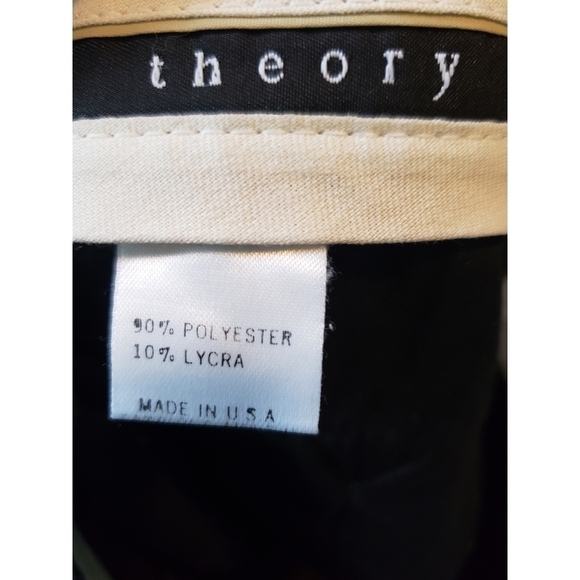 theory
90% POLYESTER
10% LYCRA
MADE IN U.S.A